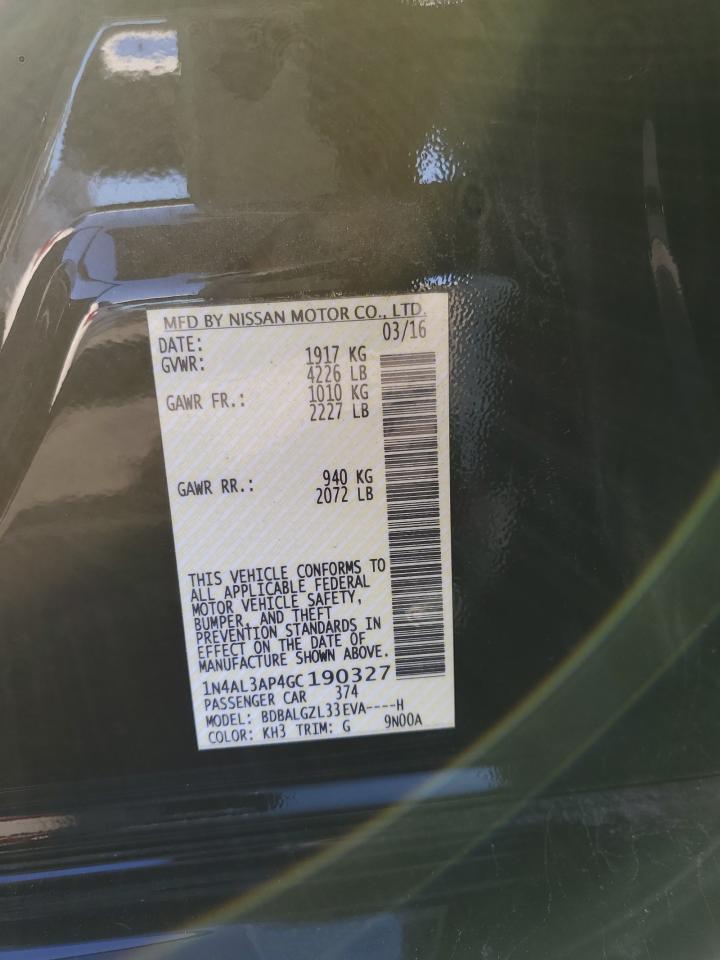 MFD BY NISSAN MOTOR CO., LTD.
DATE: 03/16
GVWR: 1917 KG
4226 LB
GAWR FR.: 1010 KG
2227 LB
GAWR RR.: 940 KG
2072 LB
THIS VEHICLE CONFORMS TO
ALL APPLICABLE FEDERAL
MOTOR VEHICLE SAFETY,
BUMPER, AND THEFT
PREVENTION STANDARDS IN
EFFECT ON THE DATE OF
MANUFACTURE SHOWN ABOVE.
1N4AL3AP4GC190327
PASSENGER CAR 374
MODEL: BDBALGZL33EVA----H
COLOR: KH3 TRIM: G 9N00A